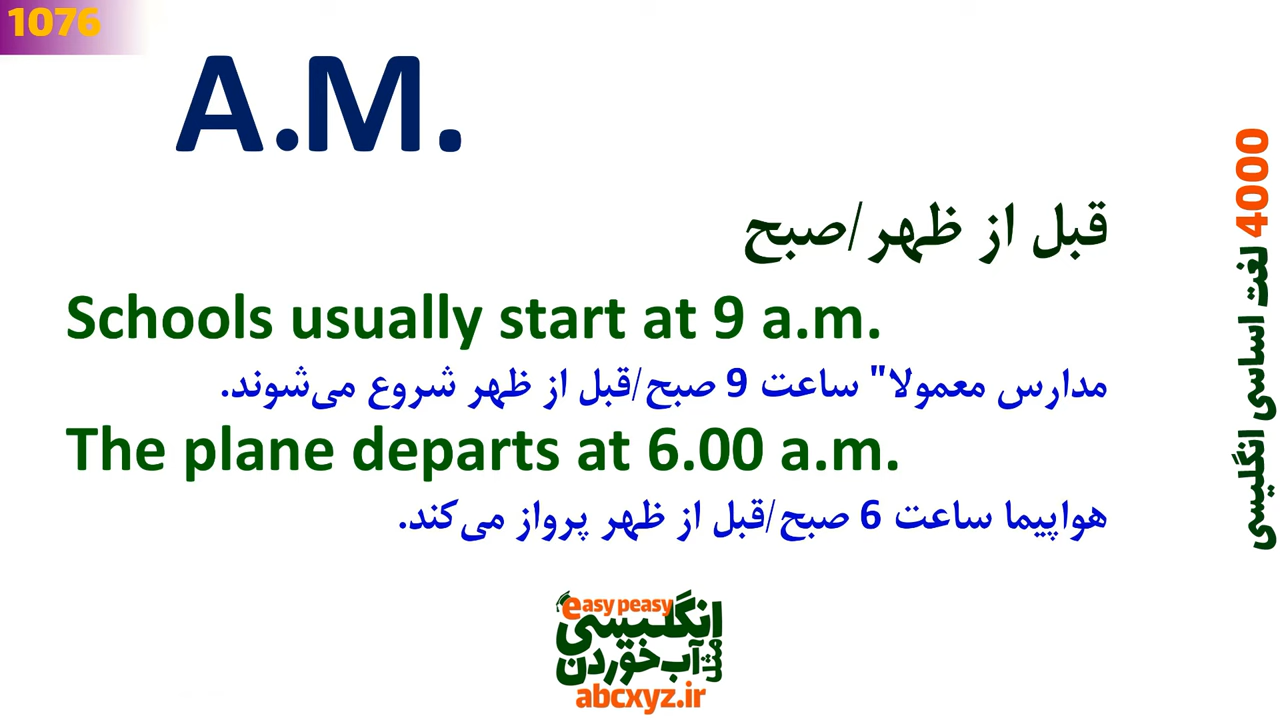 1076
A.M.
قبل از ظهر/صبح
Schools usually start at 9 a.m.
مدارس معمولا" ساعت 9 صبح/قبل از ظهر شروع می‌شوند.
The plane departs at 6.00 a.m.
هواپیما ساعت 6 صبح/قبل از ظهر پرواز می‌کند.
4000 لغت اساسی انگلیسی
easy peasy
انگلیسی
مثل آب خوردن
abcxyz.ir